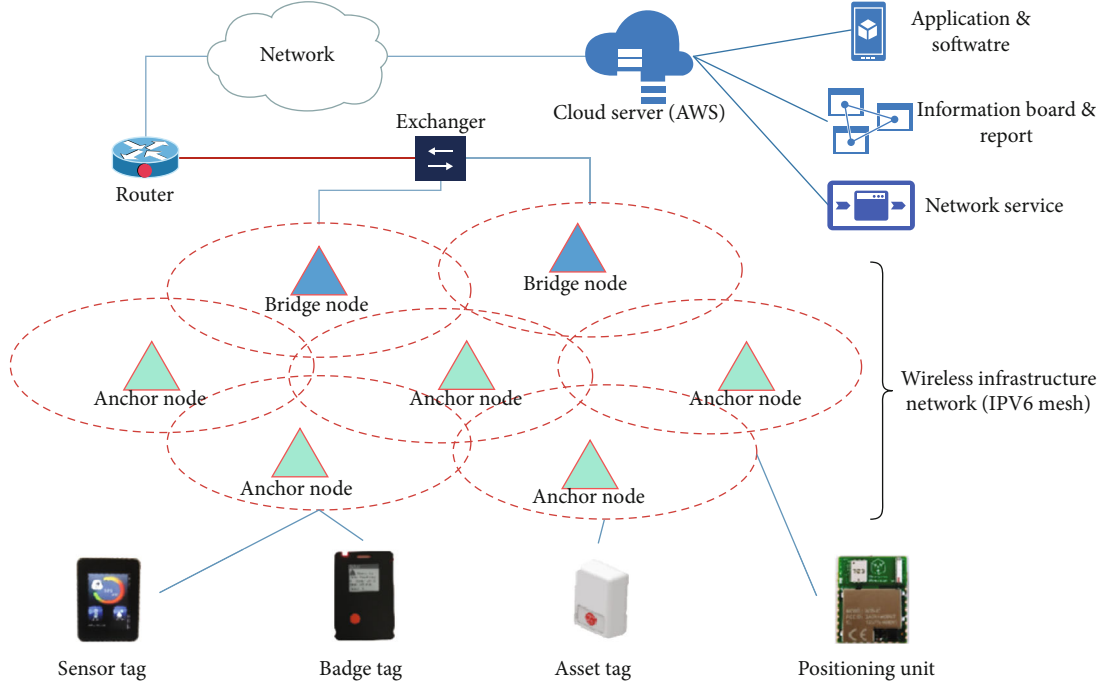 Application &
softwatre
Network
Cloud server (AWS)
Information board &
report
Exchanger
Router
Network service
Bridge node
Bridge node
Anchor node
Anchor node
Anchor node
Wireless infrastructure
network (IPV6 mesh)
Anchor node
Anchor node
Sensor tag
Badge tag
Asset tag
Positioning unit